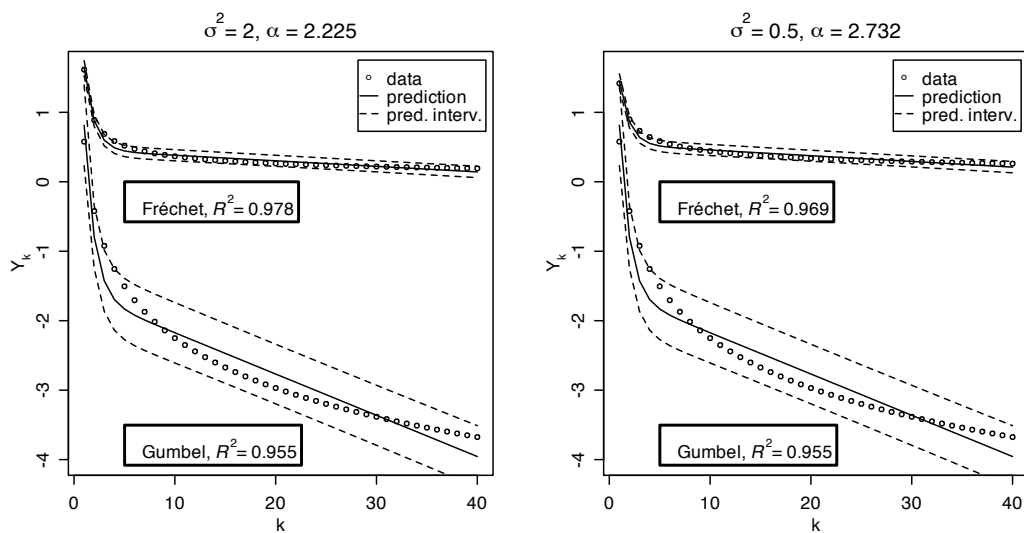 σ² = 2, α = 2.225
data
prediction
pred. interv.
Fréchet, R² = 0.978
Gumbel, R² = 0.955
Y_k
1
0
-1
-2
-3
-4
0 10 20 30 40
k
σ² = 0.5, α = 2.732
data
prediction
pred. interv.
Fréchet, R² = 0.969
Gumbel, R² = 0.955
Y_k
1
0
-1
-2
-3
-4
0 10 20 30 40
k